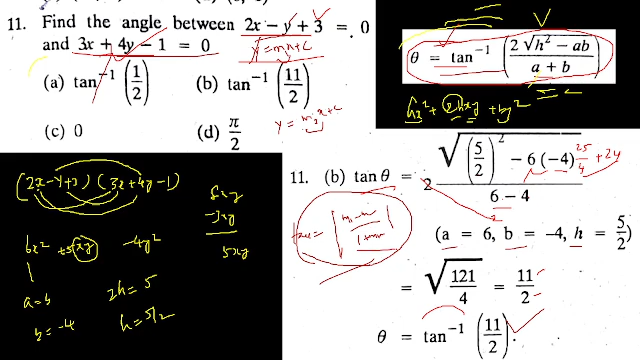 11. Find the angle between 2x − y + 3 = 0
and 3x + 4y − 1 = 0
y = mx + c
(a) tan⁻¹ (1/2) (b) tan⁻¹ (11/2)
(c) 0 (d) π/2
y = m₂x + c
θ = tan⁻¹ (2√(h² − ab) / (a + b))
ax² + 2hxy + by²
(2x − y + 3) (3x + 4y − 1)
8xy
−3xy
5xy
6x² + 5xy − 4y²
a = 6
2h = 5
b = −4
h = 5/2
11. (b) tan θ = 2 √((5/2)² − 6(−4)) / (6 − 4)
25/4 + 24
(a = 6, b = −4, h = 5/2)
= √(121/4) = 11/2
θ = tan⁻¹ (11/2).